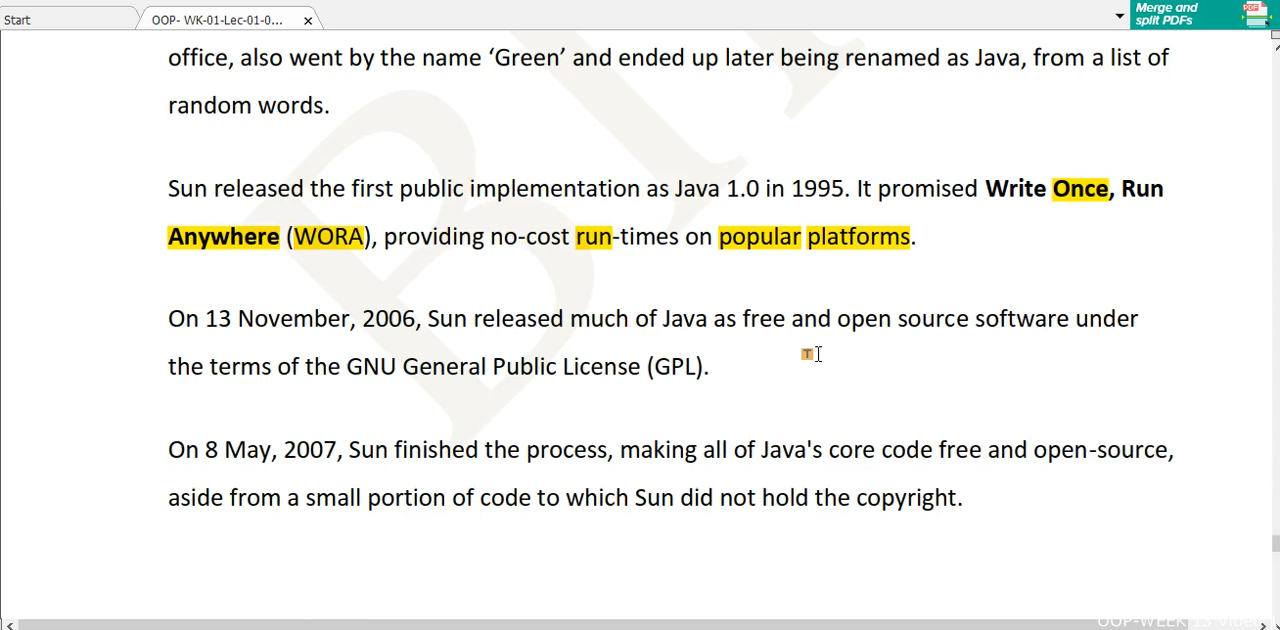 Start
OOP- WK-01-Lec-01-0...
Merge and
split PDFs
PDF
office, also went by the name ‘Green’ and ended up later being renamed as Java, from a list of
random words.
Sun released the first public implementation as Java 1.0 in 1995. It promised Write Once, Run
Anywhere (WORA), providing no-cost run-times on popular platforms.
On 13 November, 2006, Sun released much of Java as free and open source software under
the terms of the GNU General Public License (GPL).
On 8 May, 2007, Sun finished the process, making all of Java's core code free and open-source,
aside from a small portion of code to which Sun did not hold the copyright.